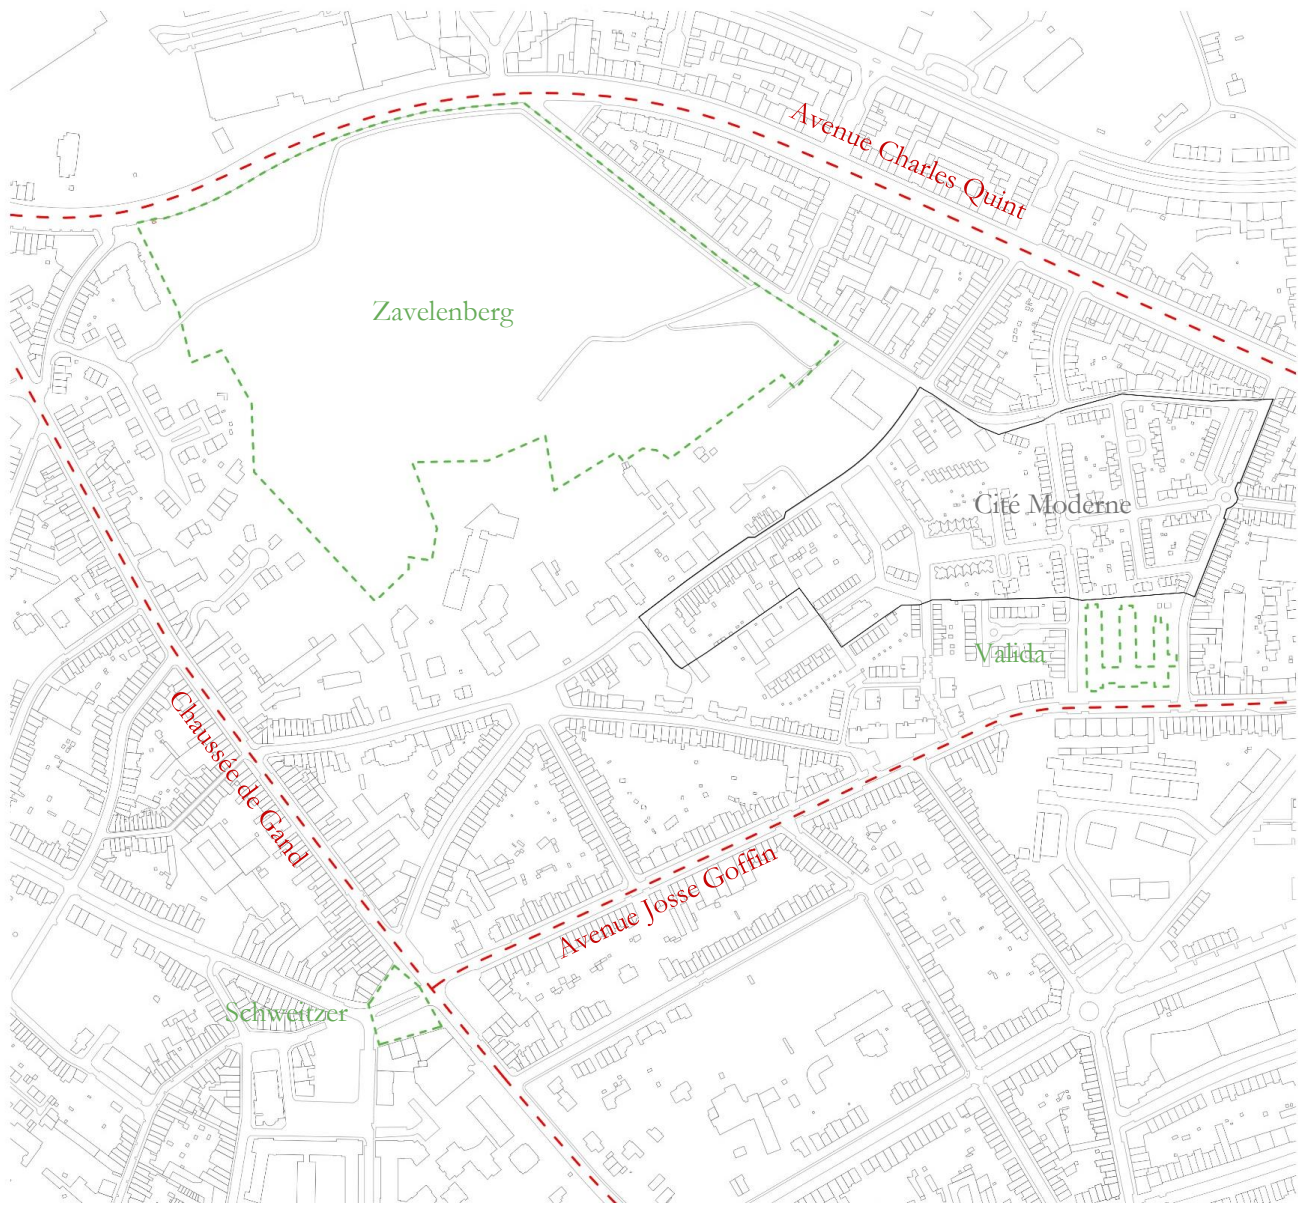 Avenue Charles Quint
Zavelenberg
Cité Moderne
Valida
Chaussée de Gand
Avenue Josse Goffin
Schweitzer